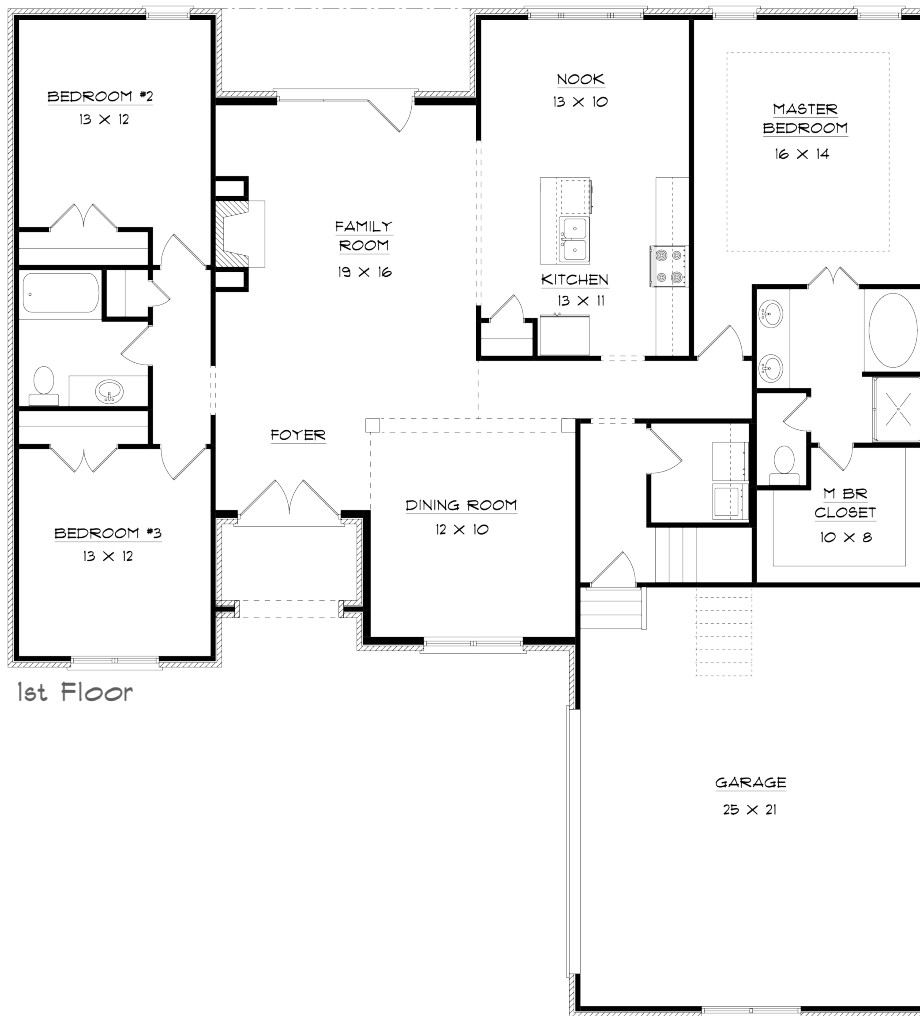 BEDROOM #2
13 X 12
NOOK
13 X 10
MASTER
BEDROOM
16 X 14
FAMILY
ROOM
19 X 16
KITCHEN
13 X 11
FOYER
BEDROOM #3
13 X 12
DINING ROOM
12 X 10
M BR
CLOSET
10 X 8
1st Floor
GARAGE
25 X 21